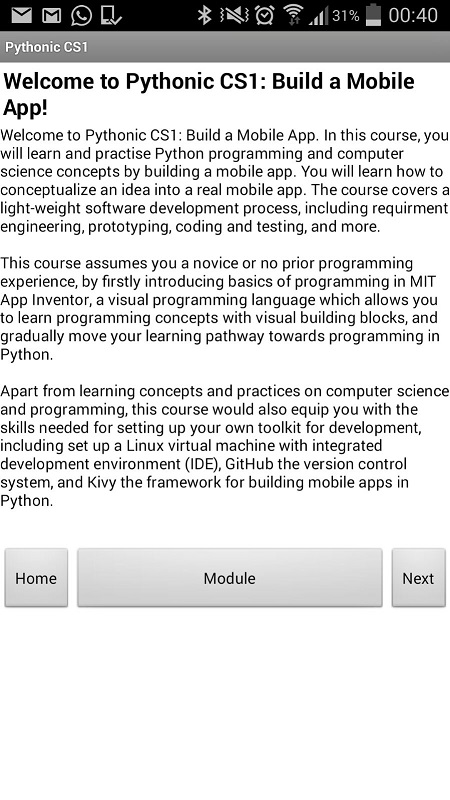 31% 00:40
Pythonic CS1
Welcome to Pythonic CS1: Build a Mobile
App!
Welcome to Pythonic CS1: Build a Mobile App. In this course, you
will learn and practise Python programming and computer
science concepts by building a mobile app. You will learn how to
conceptualize an idea into a real mobile app. The course covers a
light-weight software development process, including requirment
engineering, prototyping, coding and testing, and more.
This course assumes you a novice or no prior programming
experience, by firstly introducing basics of programming in MIT
App Inventor, a visual programming language which allows you
to learn programming concepts with visual building blocks, and
gradually move your learning pathway towards programming in
Python.
Apart from learning concepts and practices on computer science
and programming, this course would also equip you with the
skills needed for setting up your own toolkit for development,
including set up a Linux virtual machine with integrated
development environment (IDE), GitHub the version control
system, and Kivy the framework for building mobile apps in
Python.
Home Module Next